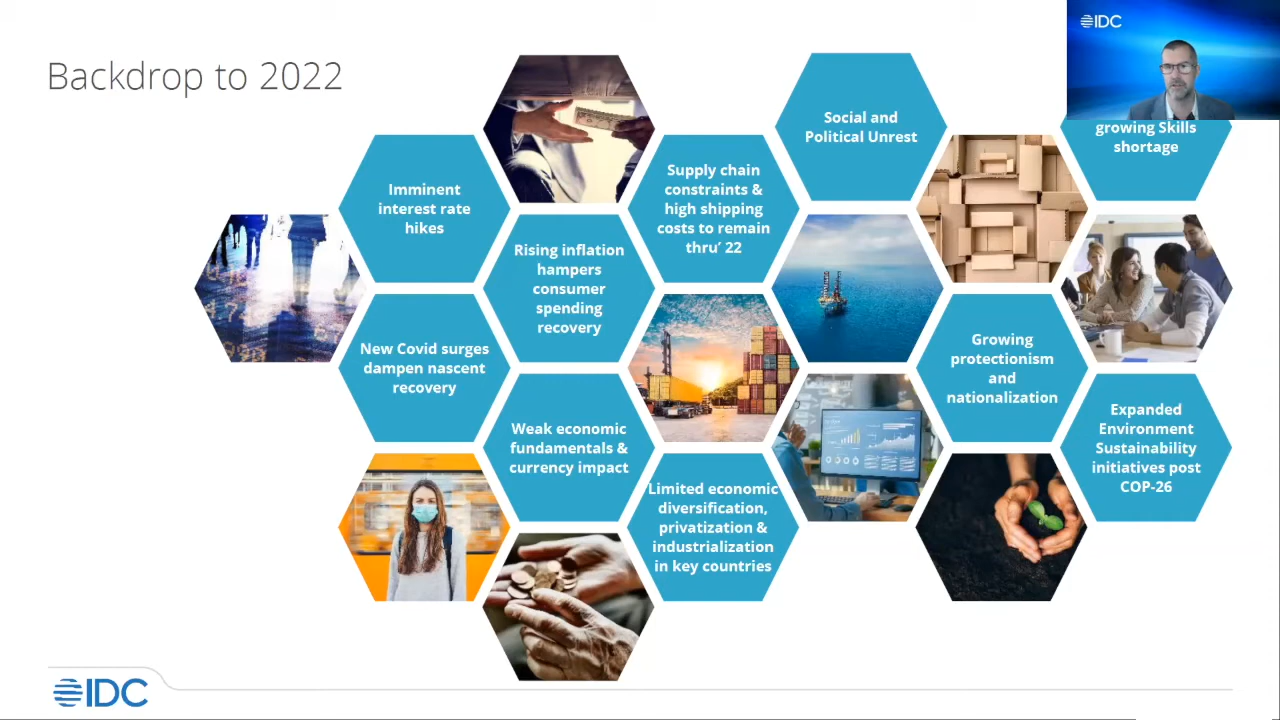 Backdrop to 2022
IDC
Imminent
interest rate
hikes
New Covid surges
dampen nascent
recovery
Rising inflation
hampers
consumer
spending
recovery
Weak economic
fundamentals &
currency impact
Supply chain
constraints &
high shipping
costs to remain
thru’ 22
Limited economic
diversification,
privatization &
industrialization
in key countries
Social and
Political Unrest
Growing
protectionism
and
nationalization
growing Skills
shortage
Expanded
Environment
Sustainability
initiatives post
COP-26
IDC